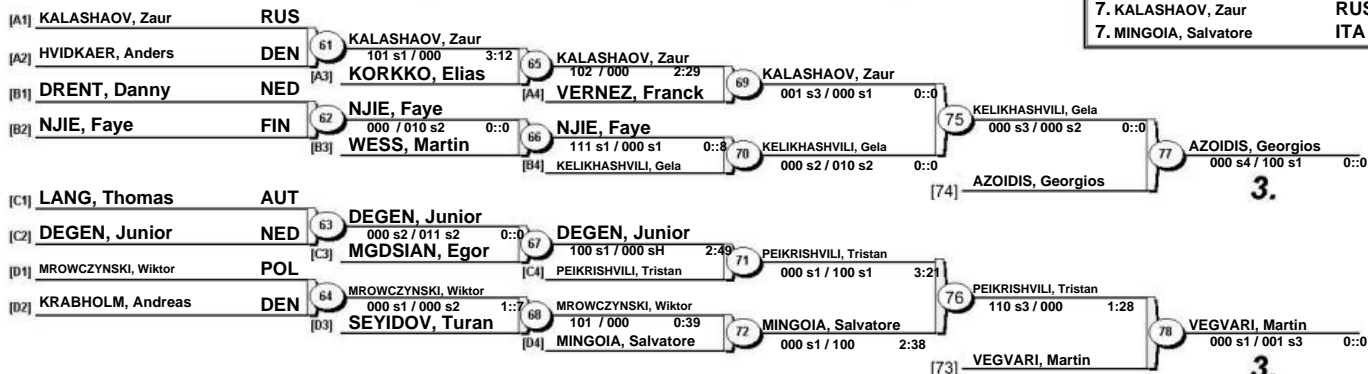 [A1] KALASHAOV, Zaur RUS
[A2] HVIDKAER, Anders DEN
61
KALASHAOV, Zaur
101 s1 / 000 3:12
[A3] KORKKO, Elias
65
KALASHAOV, Zaur
102 / 000 2:29
[A4] VERNEZ, Franck
69
KALASHAOV, Zaur
001 s3 / 000 s1 0::0
7. KALASHAOV, Zaur RUS
7. MINGOIA, Salvatore ITA
[B1] DRENT, Danny NED
[B2] NJIE, Faye FIN
62
NJIE, Faye
000 / 010 s2 0::0
[B3] WESS, Martin
66
NJIE, Faye
111 s1 / 000 s1 0::8
[B4] KELIKHASHVILI, Gela
70
KELIKHASHVILI, Gela
000 s2 / 010 s2 0::0
75
KELIKHASHVILI, Gela
000 s3 / 000 s2 0::0
[74] AZOIDIS, Georgios
77
AZOIDIS, Georgios
000 s4 / 100 s1 0::0
3.
[C1] LANG, Thomas AUT
[C2] DEGEN, Junior NED
63
DEGEN, Junior
000 s2 / 011 s2 0::0
[C3] MGDSIAN, Egor
67
DEGEN, Junior
100 s1 / 000 sH 2:49
[C4] PEIKRISHVILI, Tristan
71
PEIKRISHVILI, Tristan
000 s1 / 100 s1 3:21
[D1] MROWCZYNSKI, Wiktor POL
[D2] KRABHOLM, Andreas DEN
64
MROWCZYNSKI, Wiktor
000 s1 / 000 s2 1::7
[D3] SEYIDOV, Turan
68
MROWCZYNSKI, Wiktor
101 / 000 0:39
[D4] MINGOIA, Salvatore
72
MINGOIA, Salvatore
000 s1 / 100 2:38
76
PEIKRISHVILI, Tristan
110 s3 / 000 1:28
[73] VEGVARI, Martin
78
VEGVARI, Martin
000 s1 / 001 s3 0::0
3.